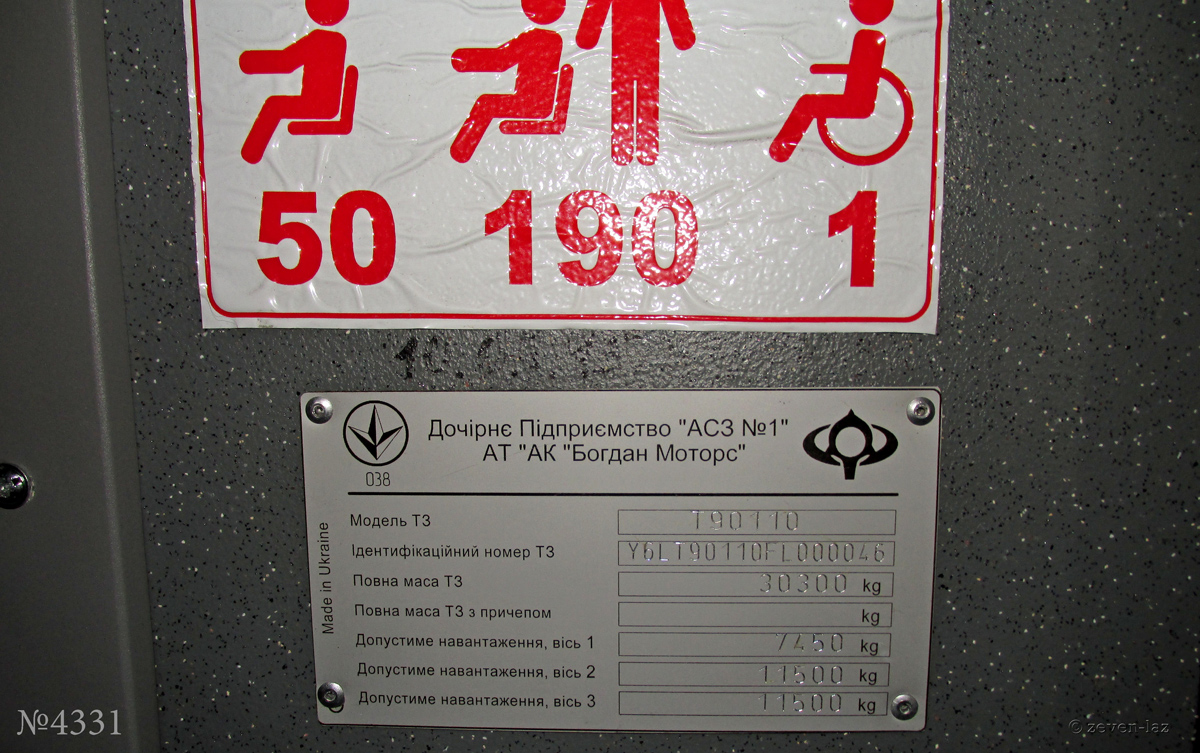 50 190 1
Дочірнє Підприємство "АСЗ №1"
АТ "АК "Богдан Моторс"
038
Made in Ukraine
Модель ТЗ T90110
Ідентифікаційний номер ТЗ Y6LT90110FL000046
Повна маса ТЗ 30300 kg
Повна маса ТЗ з причепом kg
Допустиме навантаження, вісь 1 7450 kg
Допустиме навантаження, вісь 2 11500 kg
Допустиме навантаження, вісь 3 11500 kg
№4331
© zeven-laz